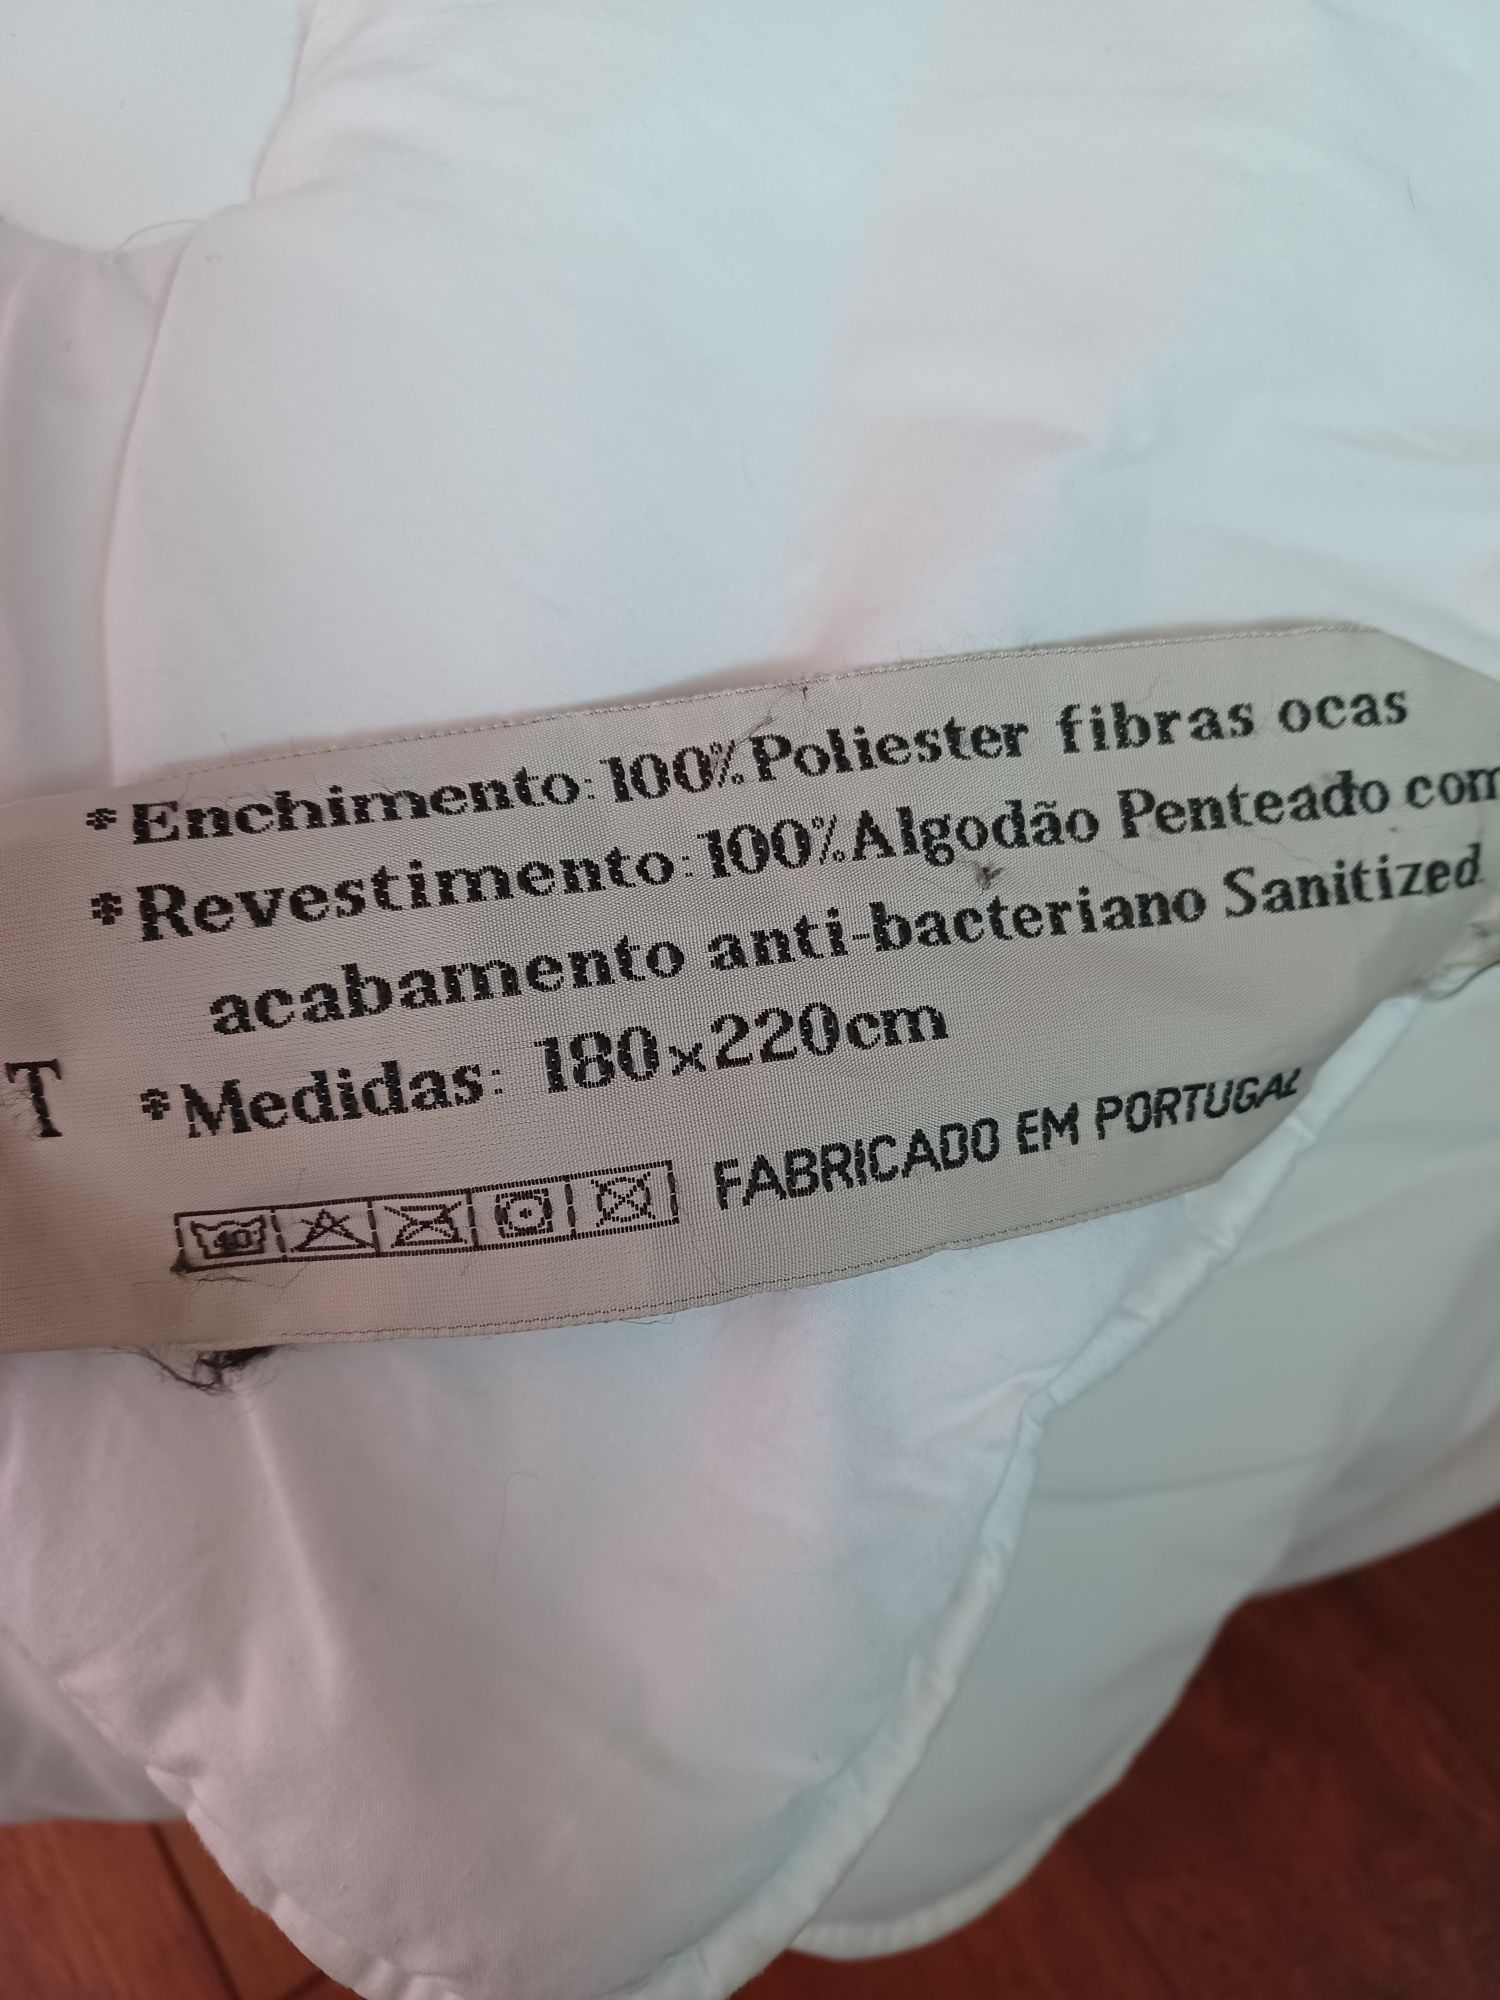 *Enchimento: 100% Poliester fibras ocas
*Revestimento: 100% Algodão Penteado com
acabamento anti-bacteriano Sanitized
T *Medidas: 180x220cm
40 FABRICADO EM PORTUGAL